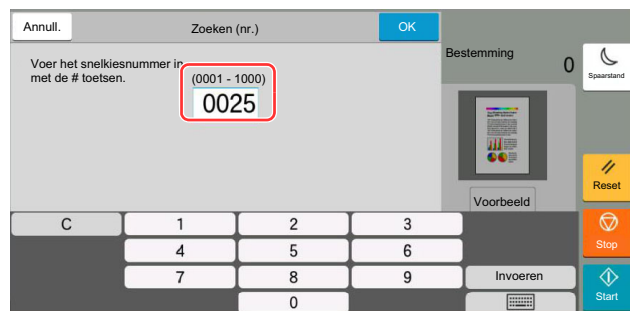 Annull.
Zoeken (nr.)
OK
Voer het snelkiesnummer in
met de # toetsen.
(0001 - 1000)
0025
Bestemming
0
Spaarstand
Voorbeeld
Reset
Stop
Start
C
1
2
3
4
5
6
7
8
9
0
Invoeren